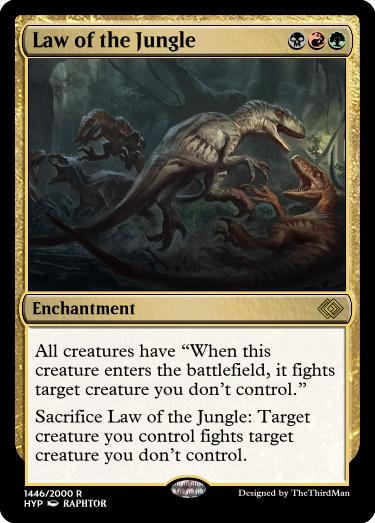 Law of the Jungle
Enchantment
All creatures have “When this
creature enters the battlefield, it fights
target creature you don’t control.”
Sacrifice Law of the Jungle: Target
creature you control fights target
creature you don’t control.
1446/2000 R
HYP RAPHTOR
Designed by TheThirdMan